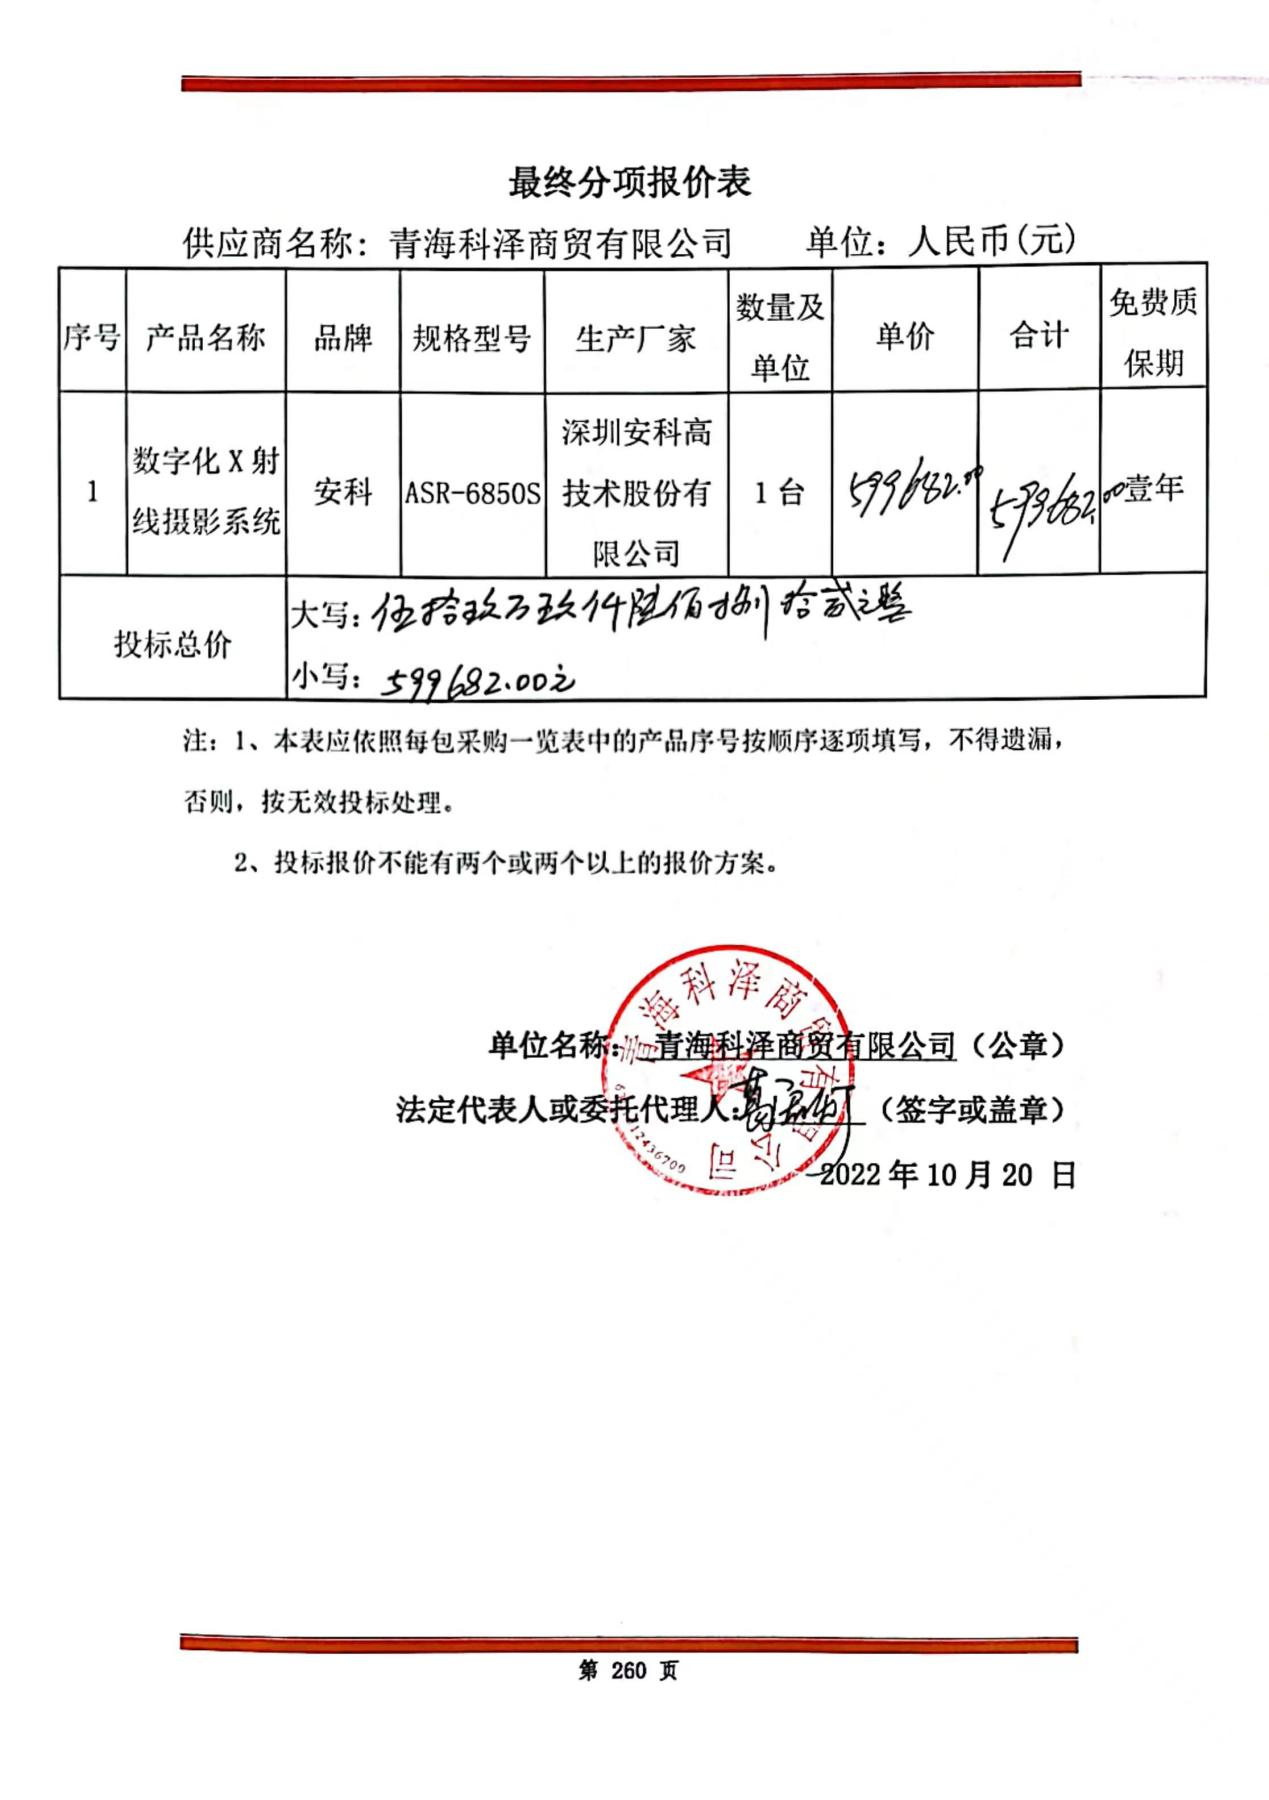 最终分项报价表
供应商名称：青海科泽商贸有限公司 单位：人民币(元)
序号 产品名称 品牌 规格型号 生产厂家 数量及单位 单价 合计 免费质保期
1 数字化 X 射线摄影系统 安科 ASR-6850S 深圳安科高技术股份有限公司 1 台 599682.00 599682.00 壹年
投标总价
大写：伍拾玖万玖仟陆佰捌拾贰元整
小写：599682.00元
注：1、本表应依照每包采购一览表中的产品序号按顺序逐项填写，不得遗漏，
否则，按无效投标处理。
2、投标报价不能有两个或两个以上的报价方案。
青海科泽商贸有限公司
单位名称：青海科泽商贸有限公司（公章）
法定代表人或委托代理人：（签字或盖章）
2022 年 10 月 20 日
第 260 页